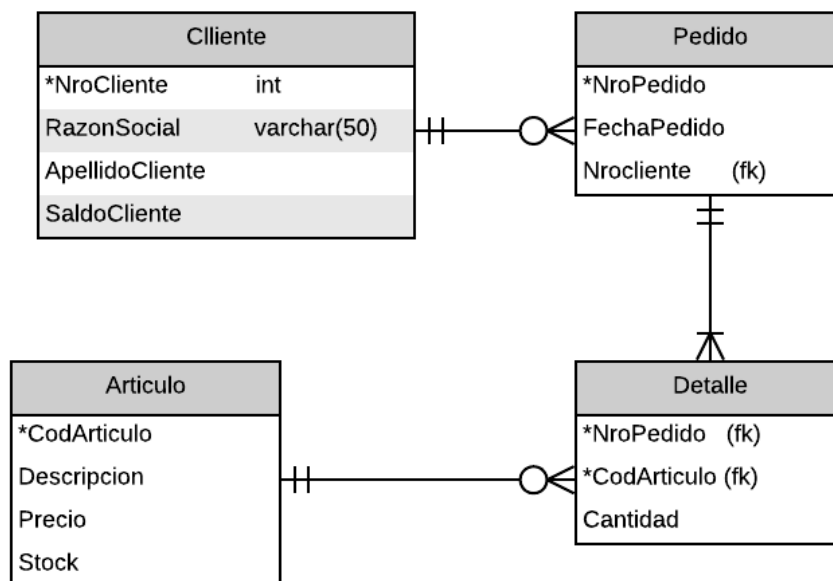 Clliente
*NroCliente int
RazonSocial varchar(50)
ApellidoCliente
SaldoCliente
Pedido
*NroPedido
FechaPedido
Nrocliente (fk)
Articulo
*CodArticulo
Descripcion
Precio
Stock
Detalle
*NroPedido (fk)
*CodArticulo (fk)
Cantidad